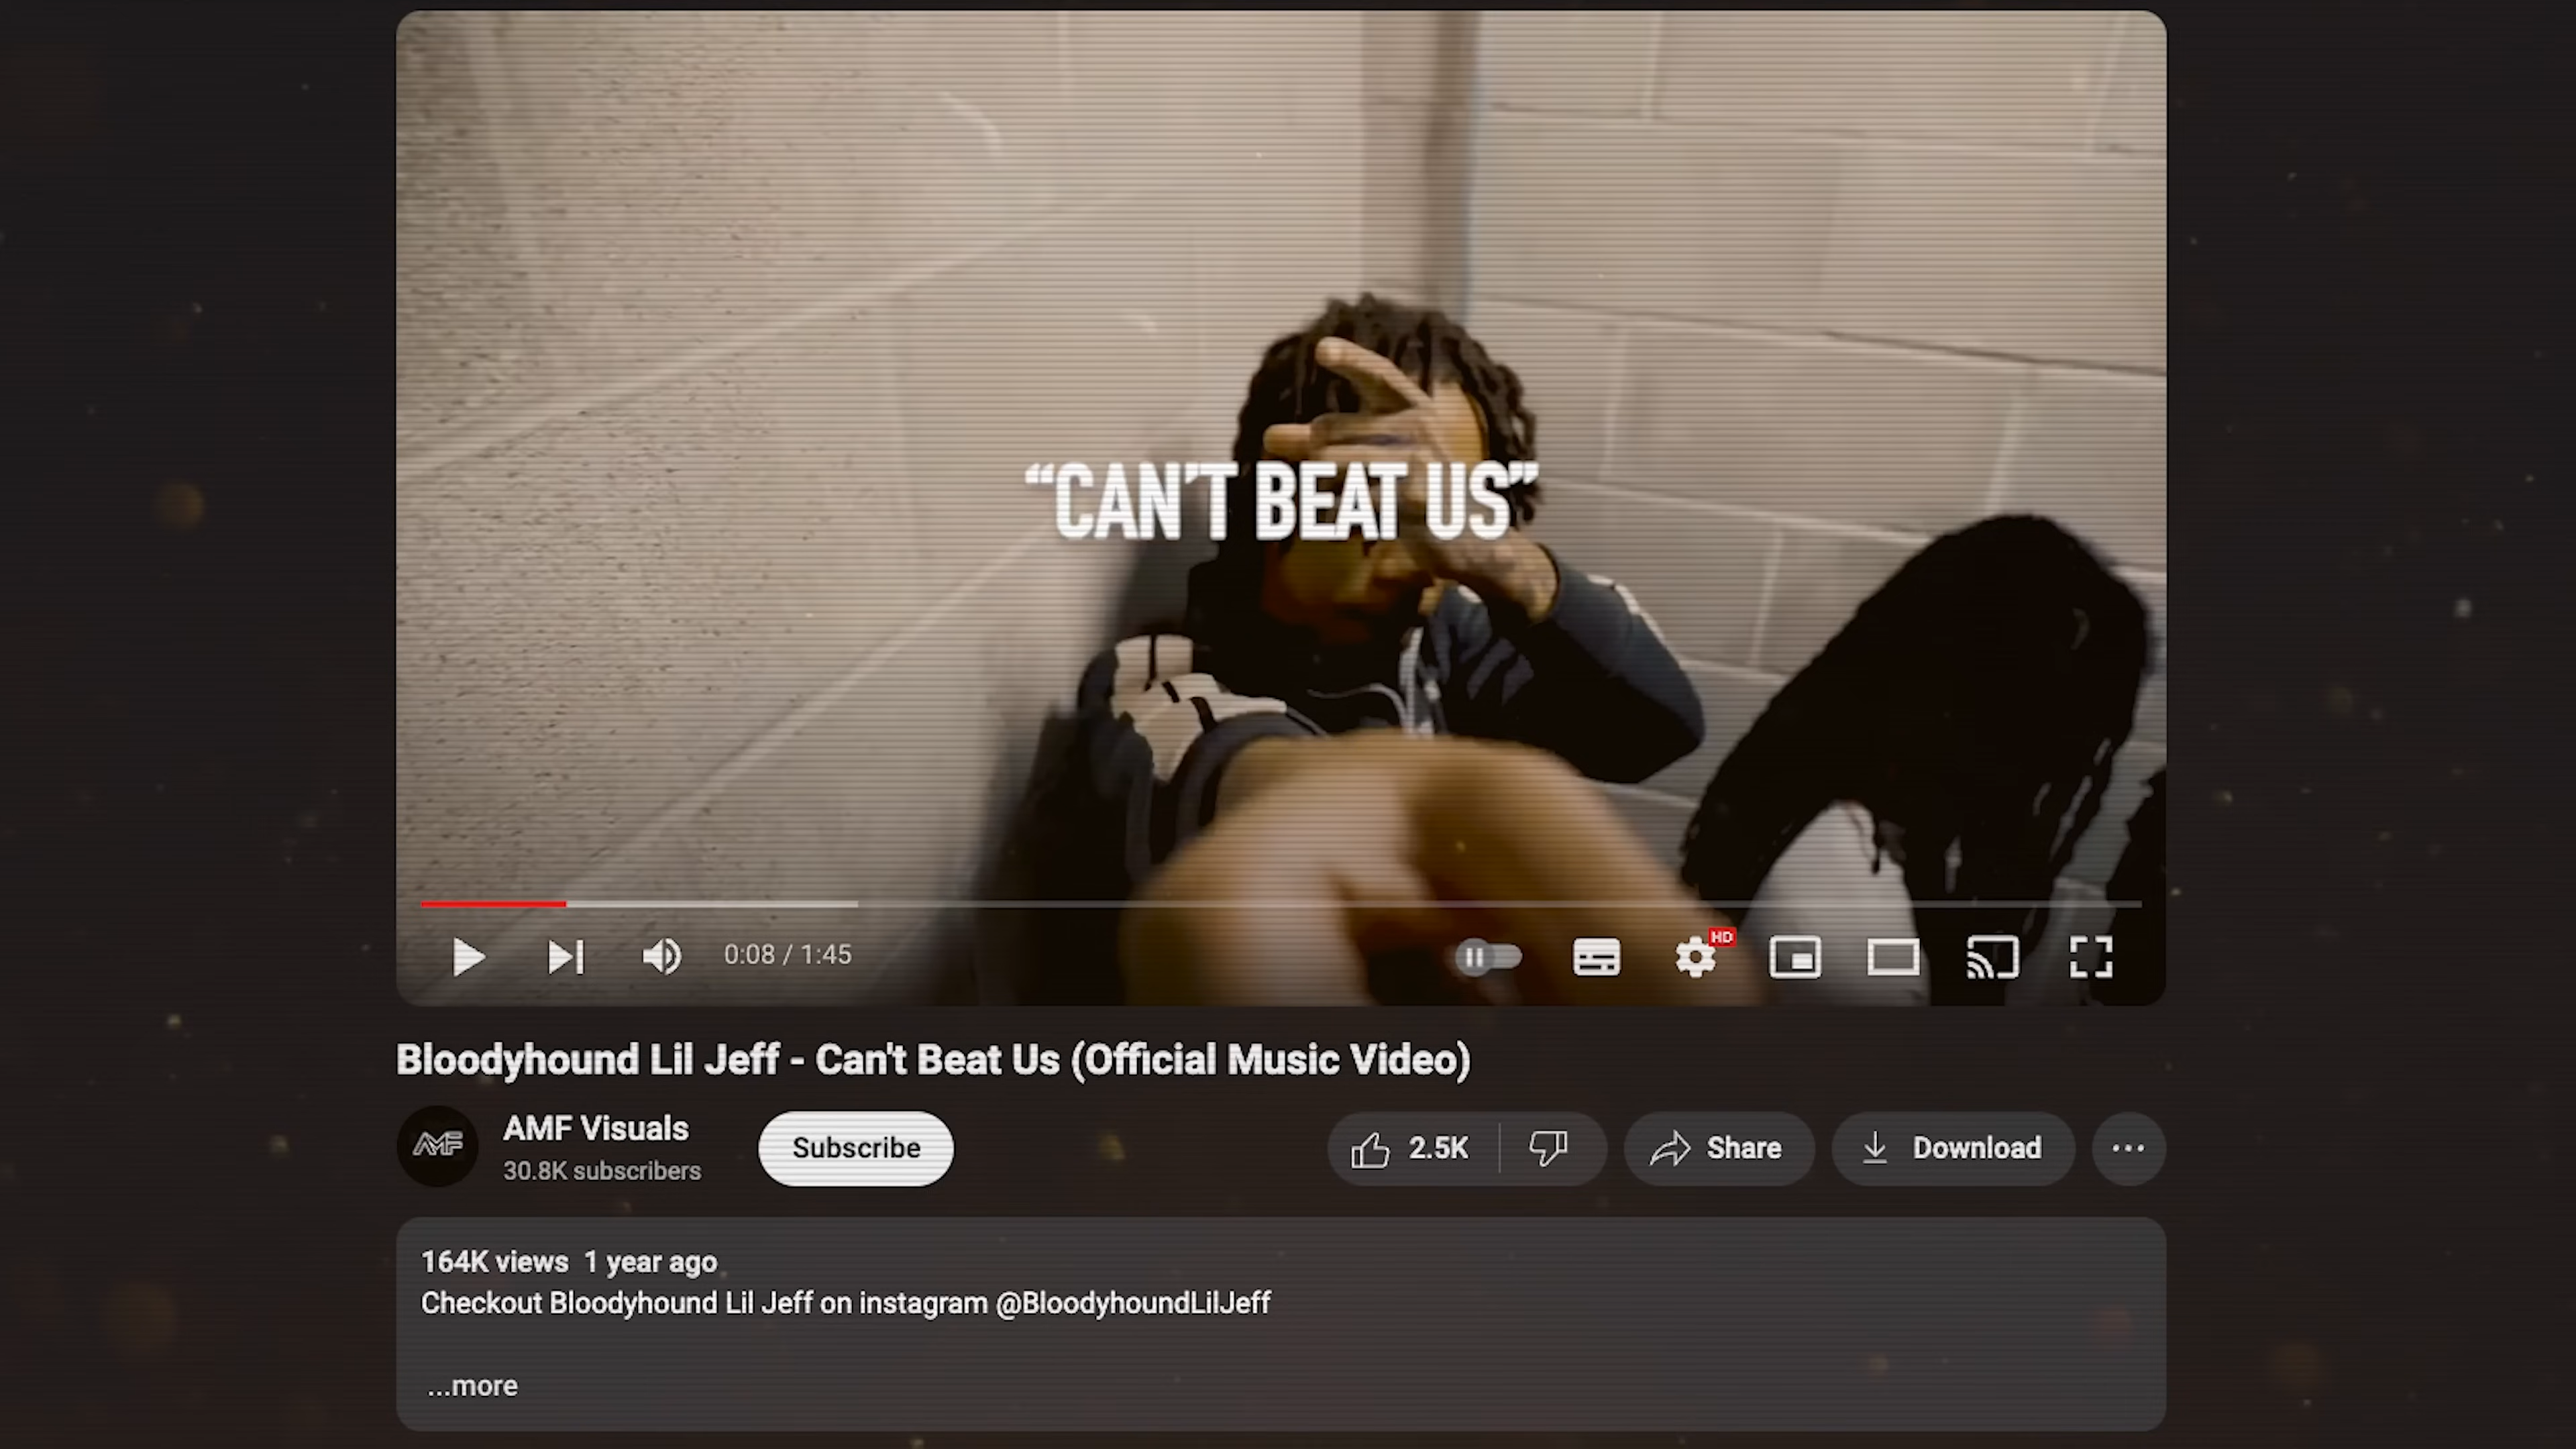 “CAN’T BEAT US”
0:08 / 1:45
HD
Bloodyhound Lil Jeff - Can't Beat Us (Official Music Video)
AMF
AMF Visuals
30.8K subscribers
Subscribe
2.5K
Share
Download
164K views 1 year ago
Checkout Bloodyhound Lil Jeff on instagram @BloodyhoundLilJeff
...more